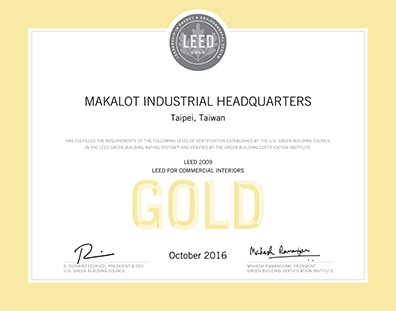 LEADERSHIP IN ENERGY & ENVIRONMENTAL DESIGN
LEED
GOLD
MAKALOT INDUSTRIAL HEADQUARTERS
Taipei, Taiwan
HAS FULFILLED THE REQUIREMENTS OF THE FOLLOWING LEVEL OF CERTIFICATION ESTABLISHED BY THE U.S. GREEN BUILDING COUNCIL
IN THE LEED GREEN BUILDING RATING SYSTEM™ AND VERIFIED BY THE GREEN BUILDING CERTIFICATION INSTITUTE.
LEED 2009
LEED FOR COMMERCIAL INTERIORS
GOLD
October 2016
Mahesh Ramanujam
S. RICHARD FEDRIZZI, PRESIDENT & CEO
U.S. GREEN BUILDING COUNCIL
MAHESH RAMANUJAM, PRESIDENT
GREEN BUILDING CERTIFICATION INSTITUTE